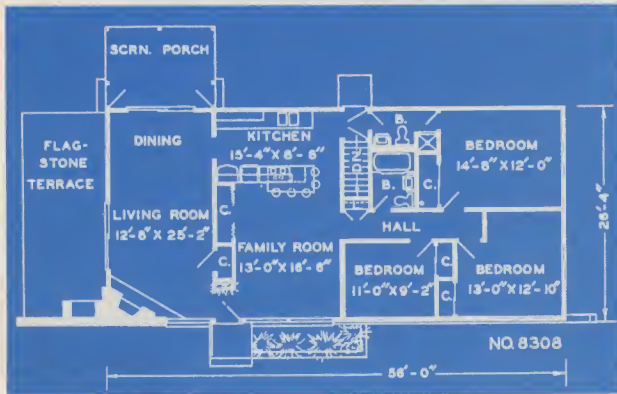 SCRN. PORCH
FLAG-
STONE
TERRACE
DINING
LIVING ROOM
12'-8" X 25'-2"
KITCHEN
15'-4" X 8'-8"
C.
C.
FAMILY ROOM
13'-0" X 18'-6"
DN
B.
B.
C.
BEDROOM
14'-8" X 12'-0"
HALL
BEDROOM
11'-0" X 9'-2"
C.
C.
BEDROOM
13'-0" X 12'-10"
26'-4"
NO. 8308
56'-0"